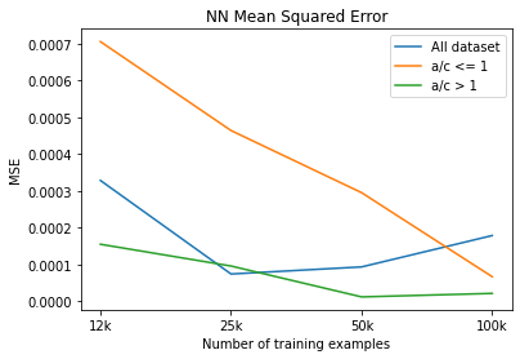 NN Mean Squared Error
All dataset
a/c <= 1
a/c > 1
MSE
0.0007
0.0006
0.0005
0.0004
0.0003
0.0002
0.0001
0.0000
12k 25k 50k 100k
Number of training examples